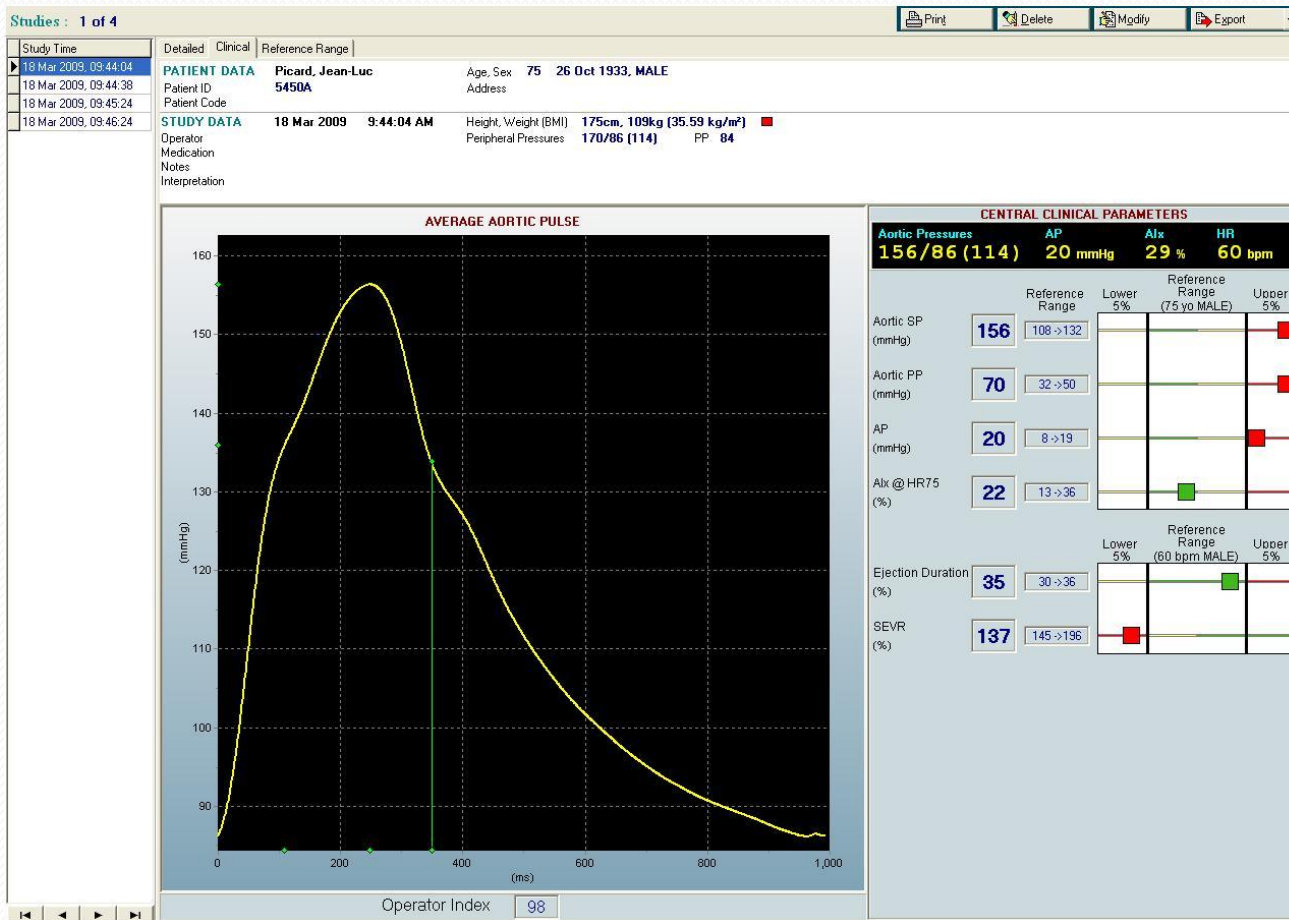 Studies : 1 of 4
Print Delete Modify Export
Study Time
18 Mar 2009, 09:44:04
18 Mar 2009, 09:44:38
18 Mar 2009, 09:45:24
18 Mar 2009, 09:46:24
Detailed Clinical Reference Range
PATIENT DATA Picard, Jean-Luc Age, Sex 75 26 Oct 1933, MALE
Patient ID 5450A Address
Patient Code
STUDY DATA 18 Mar 2009 9:44:04 AM Height, Weight (BMI) 175cm, 109kg (35.59 kg/m²)
Operator Peripheral Pressures 170/86 (114) PP 84
Medication
Notes
Interpretation
AVERAGE AORTIC PULSE
160
150
140
130
120
110
100
90
(mmHg)
0 200 400 600 800 1,000
(ms)
Operator Index 98
CENTRAL CLINICAL PARAMETERS
Aortic Pressures AP AIx HR
156/86 (114) 20 mmHg 29 % 60 bpm
Reference Range Lower 5% Reference Range (75 yo MALE) Upper 5%
Aortic SP (mmHg) 156 108->132
Aortic PP (mmHg) 70 32->50
AP (mmHg) 20 8->19
AIx @ HR75 (%) 22 13->36
Lower 5% Reference Range (60 bpm MALE) Upper 5%
Ejection Duration (%) 35 30->36
SEVR (%) 137 145->196